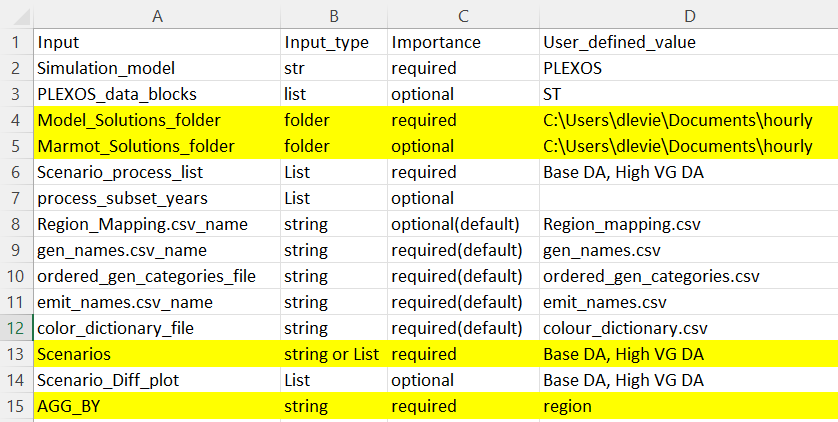 A B C D
1 Input Input_type Importance User_defined_value
2 Simulation_model str required PLEXOS
3 PLEXOS_data_blocks list optional ST
4 Model_Solutions_folder folder required C:\Users\dlevie\Documents\hourly
5 Marmot_Solutions_folder folder optional C:\Users\dlevie\Documents\hourly
6 Scenario_process_list List required Base DA, High VG DA
7 process_subset_years List optional
8 Region_Mapping.csv_name string optional(default) Region_mapping.csv
9 gen_names.csv_name string required(default) gen_names.csv
10 ordered_gen_categories_file string required(default) ordered_gen_categories.csv
11 emit_names.csv_name string required(default) emit_names.csv
12 color_dictionary_file string required(default) colour_dictionary.csv
13 Scenarios string or List required Base DA, High VG DA
14 Scenario_Diff_plot List optional Base DA, High VG DA
15 AGG_BY string required region